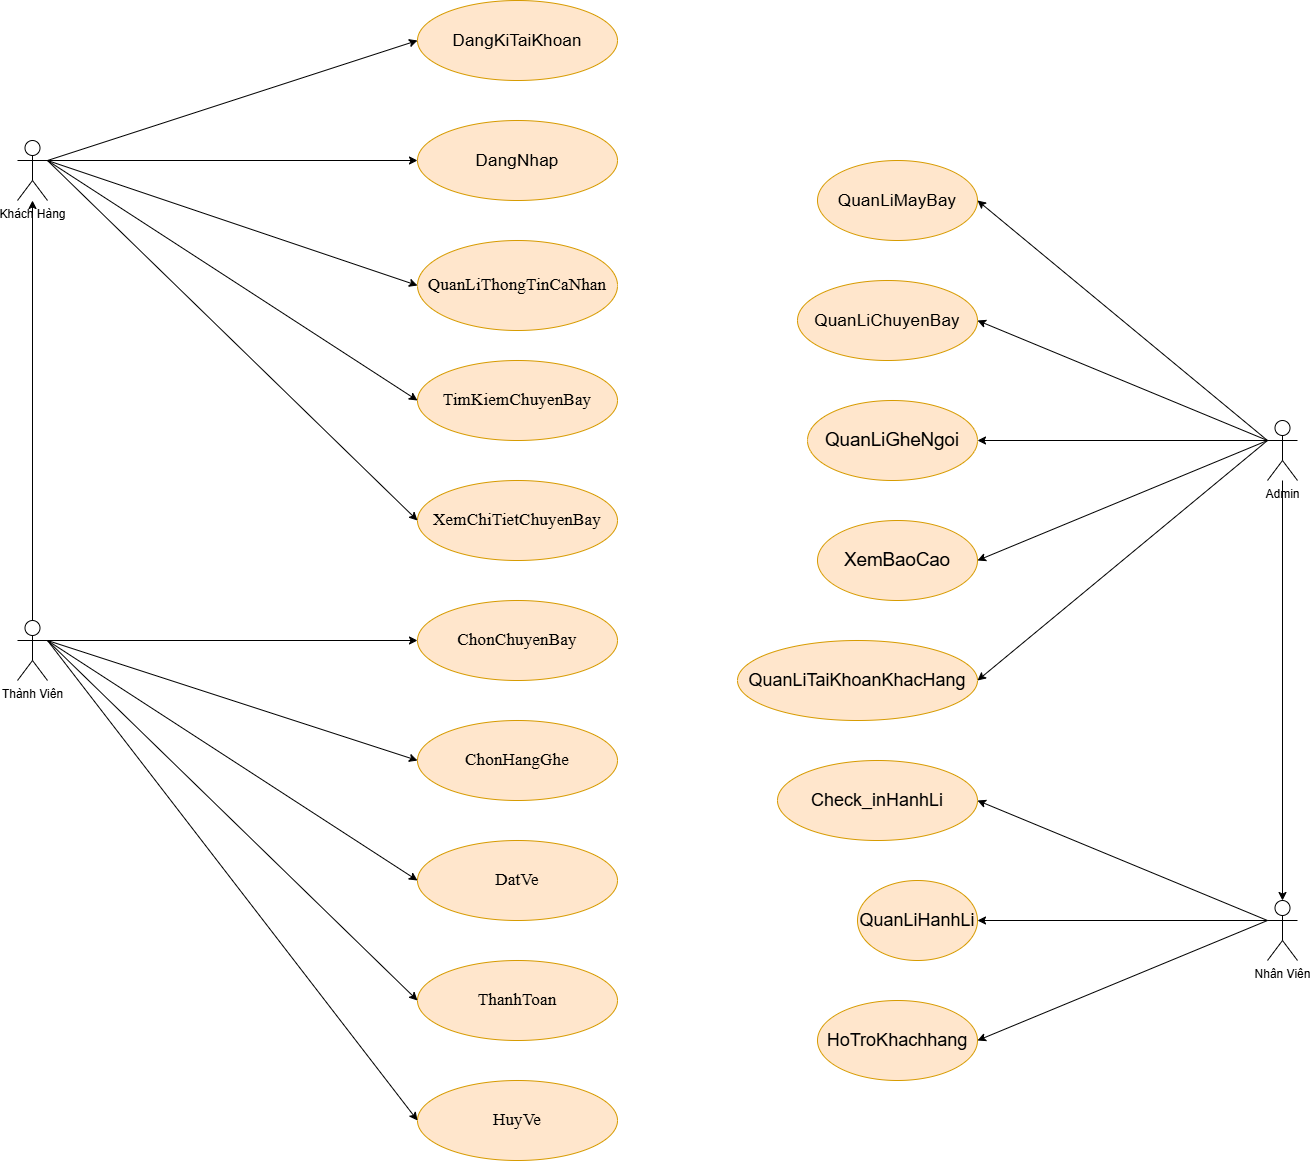 DangKiTaiKhoan
DangNhap
Khách Hàng
QuanLiThongTinCaNhan
TimKiemChuyenBay
XemChiTietChuyenBay
ChonChuyenBay
Thành Viên
ChonHangGhe
DatVe
ThanhToan
HuyVe
QuanLiMayBay
QuanLiChuyenBay
QuanLiGheNgoi
Admin
XemBaoCao
QuanLiTaiKhoanKhacHang
Check_inHanhLi
QuanLiHanhLi
Nhân Viên
HoTroKhachhang